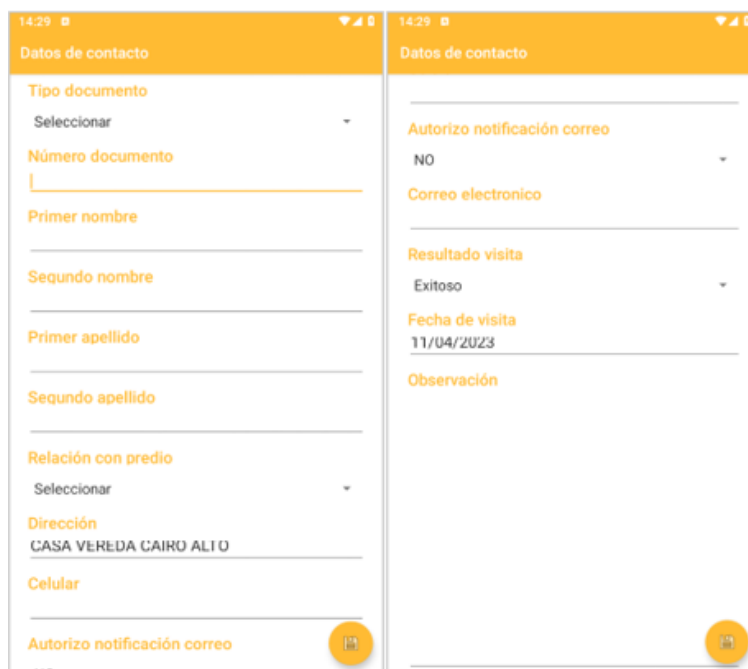 14:29
Datos de contacto
Tipo documento
Seleccionar
Número documento
Primer nombre
Segundo nombre
Primer apellido
Segundo apellido
Relación con predio
Seleccionar
Dirección
CASA VEREDA CAIRO ALTO
Celular
Autorizo notificación correo
14:29
Datos de contacto
Autorizo notificación correo
NO
Correo electronico
Resultado visita
Exitoso
Fecha de visita
11/04/2023
Observación